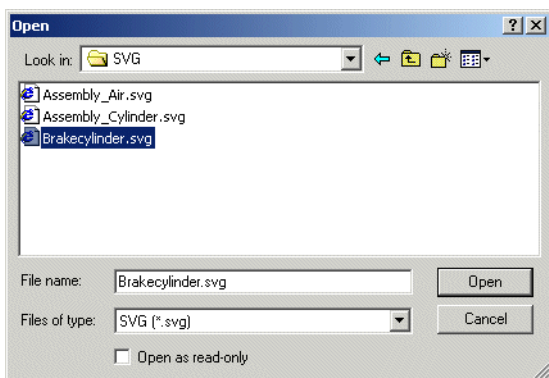 Open
Look in: SVG
Assembly_Air.svg
Assembly_Cylinder.svg
Brakecylinder.svg
File name: Brakecylinder.svg Open
Files of type: SVG (*.svg) Cancel
Open as read-only